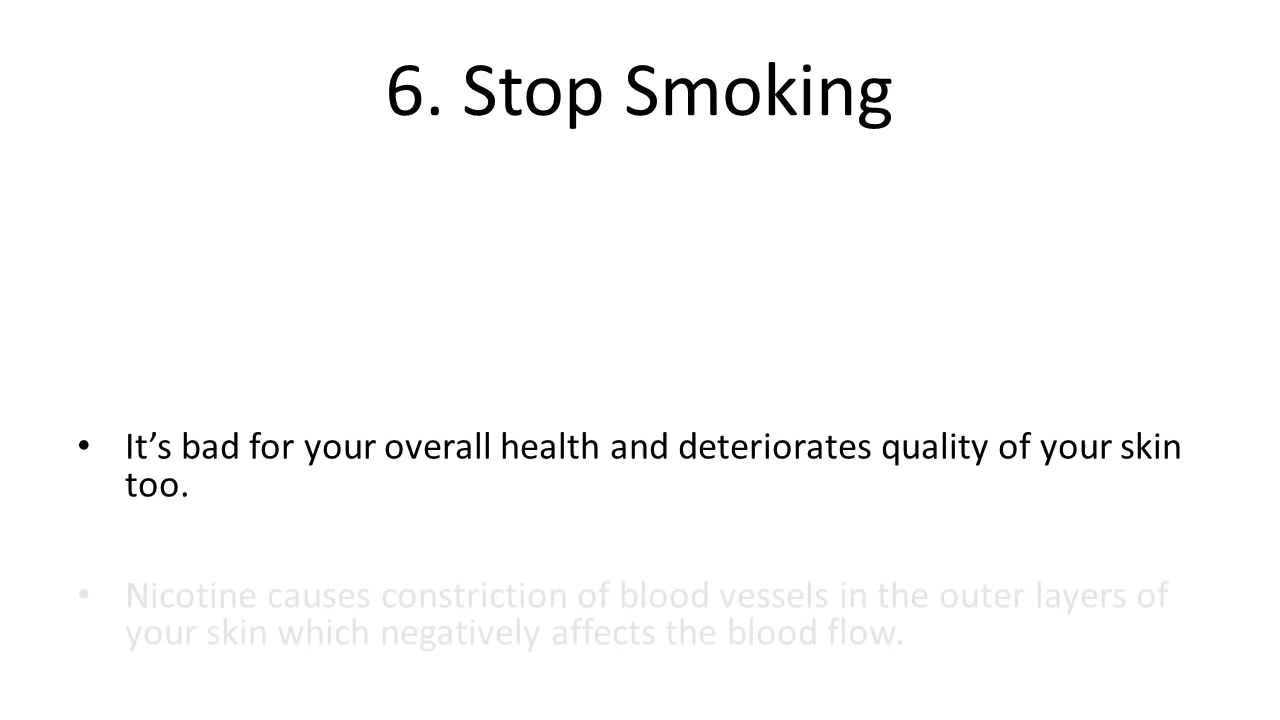 6. Stop Smoking
• It’s bad for your overall health and deteriorates quality of your skin
too.
• Nicotine causes constriction of blood vessels in the outer layers of
your skin which negatively affects the blood flow.